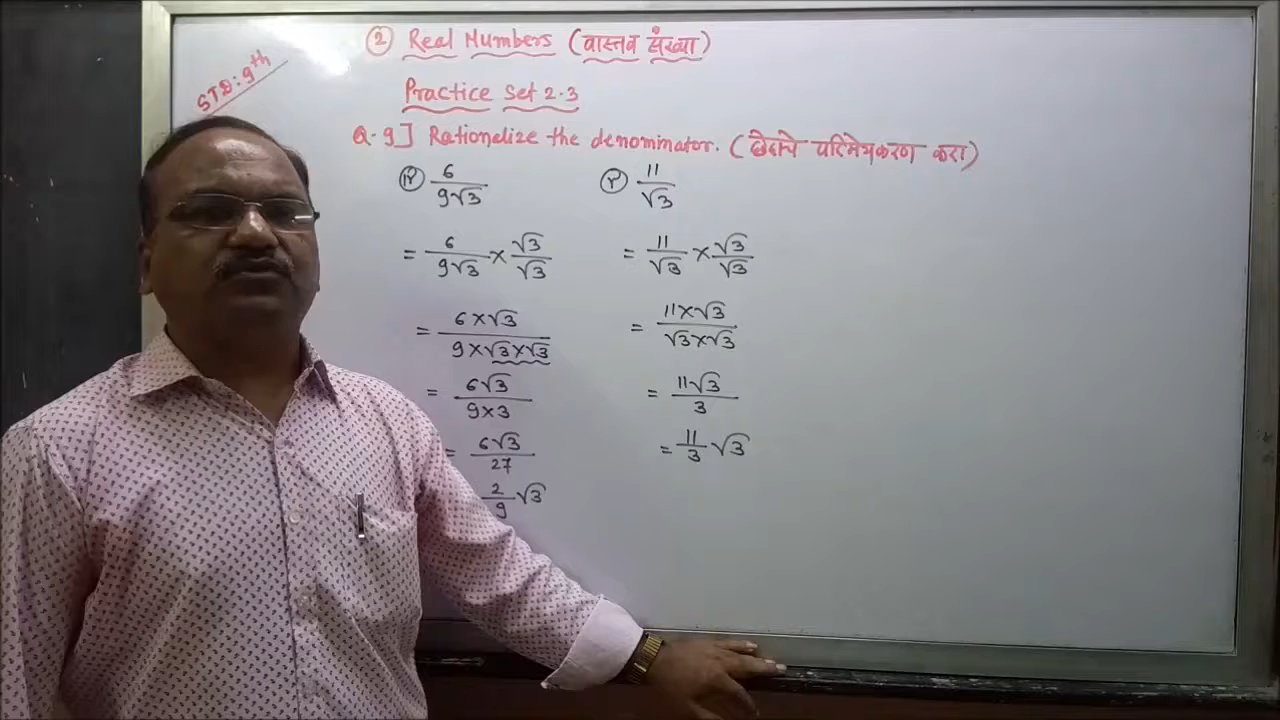 ② Real Numbers (वास्तव संख्या)
STD: 9th
Practice Set 2.3
Q.9] Rationalize the denominator. (छेदाचे परिमेयकरण करा)
6/9√3
= 6/9√3 × √3/√3
= 6×√3/9×√3×√3
= 6√3/9×3
= 6√3/27
2/9 √3
11/√3
= 11/√3 × √3/√3
= 11×√3/√3×√3
= 11√3/3
= 11/3 √3